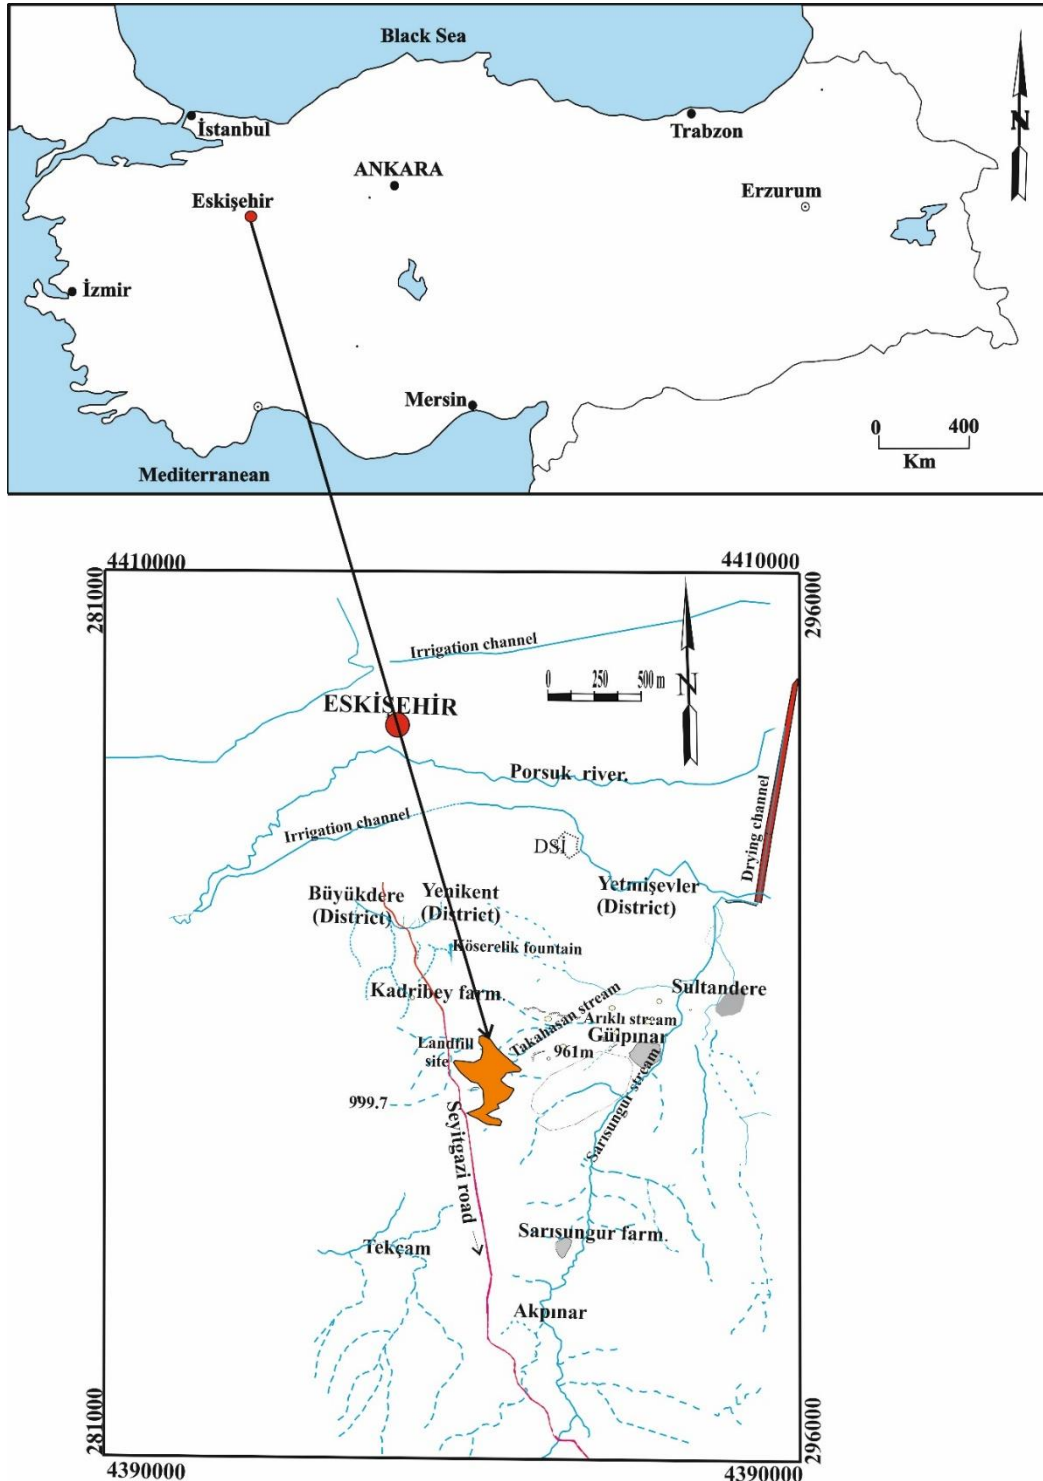 Black Sea
İstanbul
Trabzon
N
ANKARA
Erzurum
Eskişehir
İzmir
Mersin
0 400
Km
Mediterranean
4410000 4410000
281000 296000
Irrigation channel
0 250 500 m
N
ESKİŞEHİR
Porsuk river.
Drying channel
Irrigation channel
DSİ
Büyükdere
(District)
Yenikent
(District)
Yetmişevler
(District)
Köserelik fountain
Kadribey farm.
Sultandere
Takahasan stream
Arıklı stream
Landfill
site
Gülpınar
961m
999.7
Sarısungur stream
Seyitgazi road
Sarısungur farm.
Tekçam
Akpınar
281000 296000
4390000 4390000